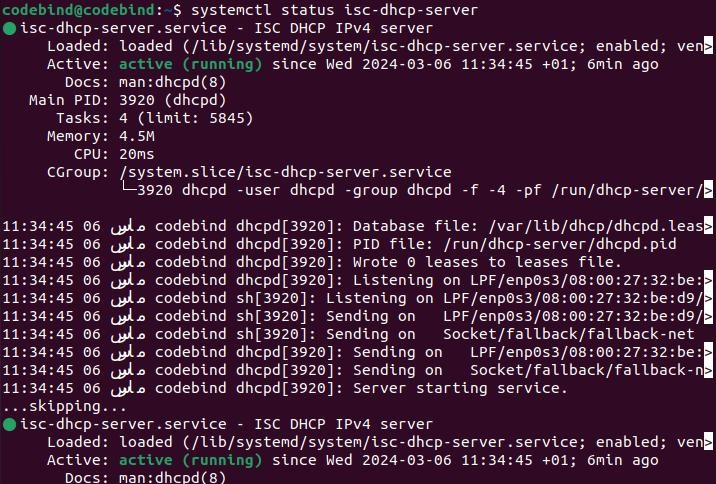 codebind@codebind:~$ systemctl status isc-dhcp-server
● isc-dhcp-server.service - ISC DHCP IPv4 server
Loaded: loaded (/lib/systemd/system/isc-dhcp-server.service; enabled; ven>
Active: active (running) since Wed 2024-03-06 11:34:45 +01; 6min ago
Docs: man:dhcpd(8)
Main PID: 3920 (dhcpd)
Tasks: 4 (limit: 5845)
Memory: 4.5M
CPU: 20ms
CGroup: /system.slice/isc-dhcp-server.service
└─3920 dhcpd -user dhcpd -group dhcpd -f -4 -pf /run/dhcp-server/>
11:34:45 06 مارس codebind dhcpd[3920]: Database file: /var/lib/dhcp/dhcpd.leas>
11:34:45 06 مارس codebind dhcpd[3920]: PID file: /run/dhcp-server/dhcpd.pid
11:34:45 06 مارس codebind dhcpd[3920]: Wrote 0 leases to leases file.
11:34:45 06 مارس codebind dhcpd[3920]: Listening on LPF/enp0s3/08:00:27:32:be:>
11:34:45 06 مارس codebind sh[3920]: Listening on LPF/enp0s3/08:00:27:32:be:d9/>
11:34:45 06 مارس codebind sh[3920]: Sending on   LPF/enp0s3/08:00:27:32:be:d9/>
11:34:45 06 مارس codebind sh[3920]: Sending on   Socket/fallback/fallback-net
11:34:45 06 مارس codebind dhcpd[3920]: Sending on   LPF/enp0s3/08:00:27:32:be:>
11:34:45 06 مارس codebind dhcpd[3920]: Sending on   Socket/fallback/fallback-n>
11:34:45 06 مارس codebind dhcpd[3920]: Server starting service.
...skipping...
● isc-dhcp-server.service - ISC DHCP IPv4 server
Loaded: loaded (/lib/systemd/system/isc-dhcp-server.service; enabled; ven>
Active: active (running) since Wed 2024-03-06 11:34:45 +01; 6min ago
Docs: man:dhcpd(8)